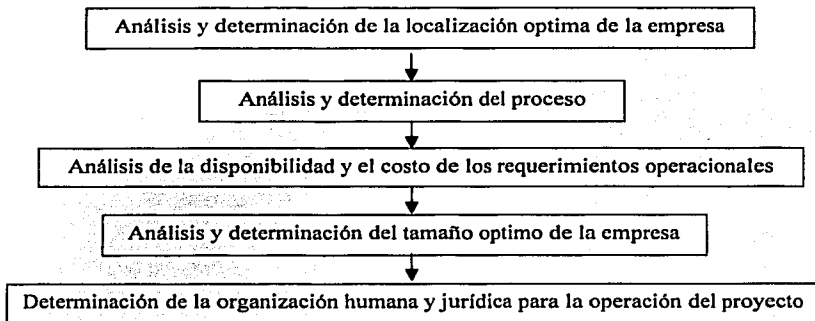 Análisis y determinación de la localización optima de la empresa
Análisis y determinación del proceso
Análisis de la disponibilidad y el costo de los requerimientos operacionales
Análisis y determinación del tamaño optimo de la empresa
Determinación de la organización humana y jurídica para la operación del proyecto